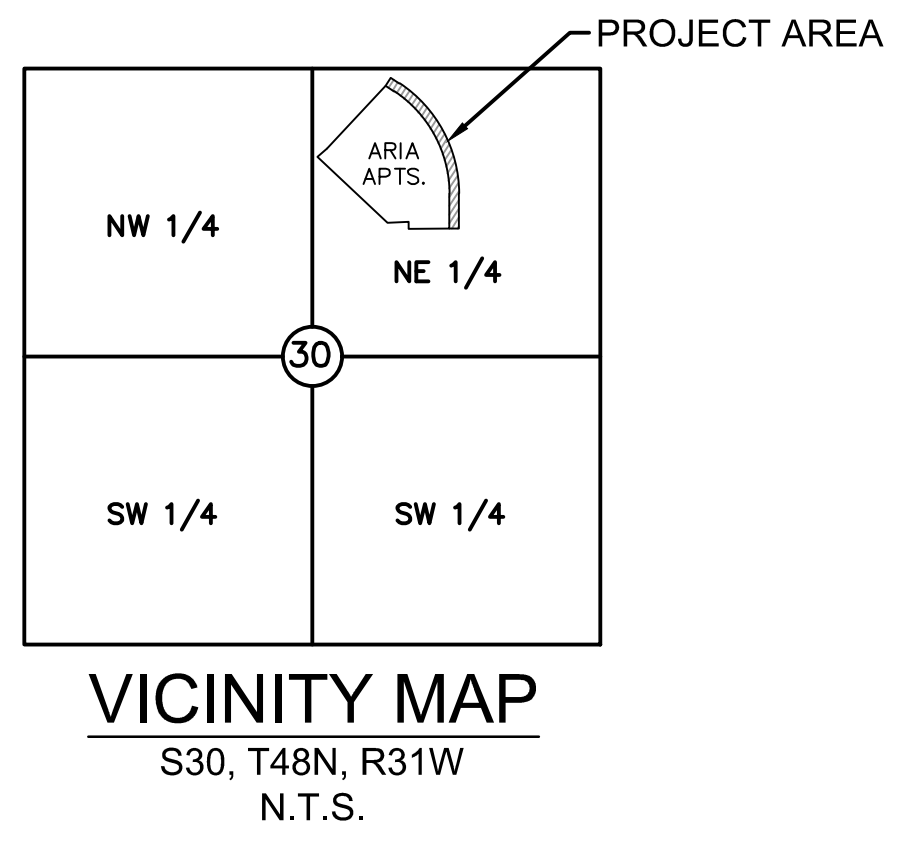 PROJECT AREA
ARIA
APTS.
NW 1/4
NE 1/4
30
SW 1/4
SW 1/4
VICINITY MAP
S30, T48N, R31W
N.T.S.